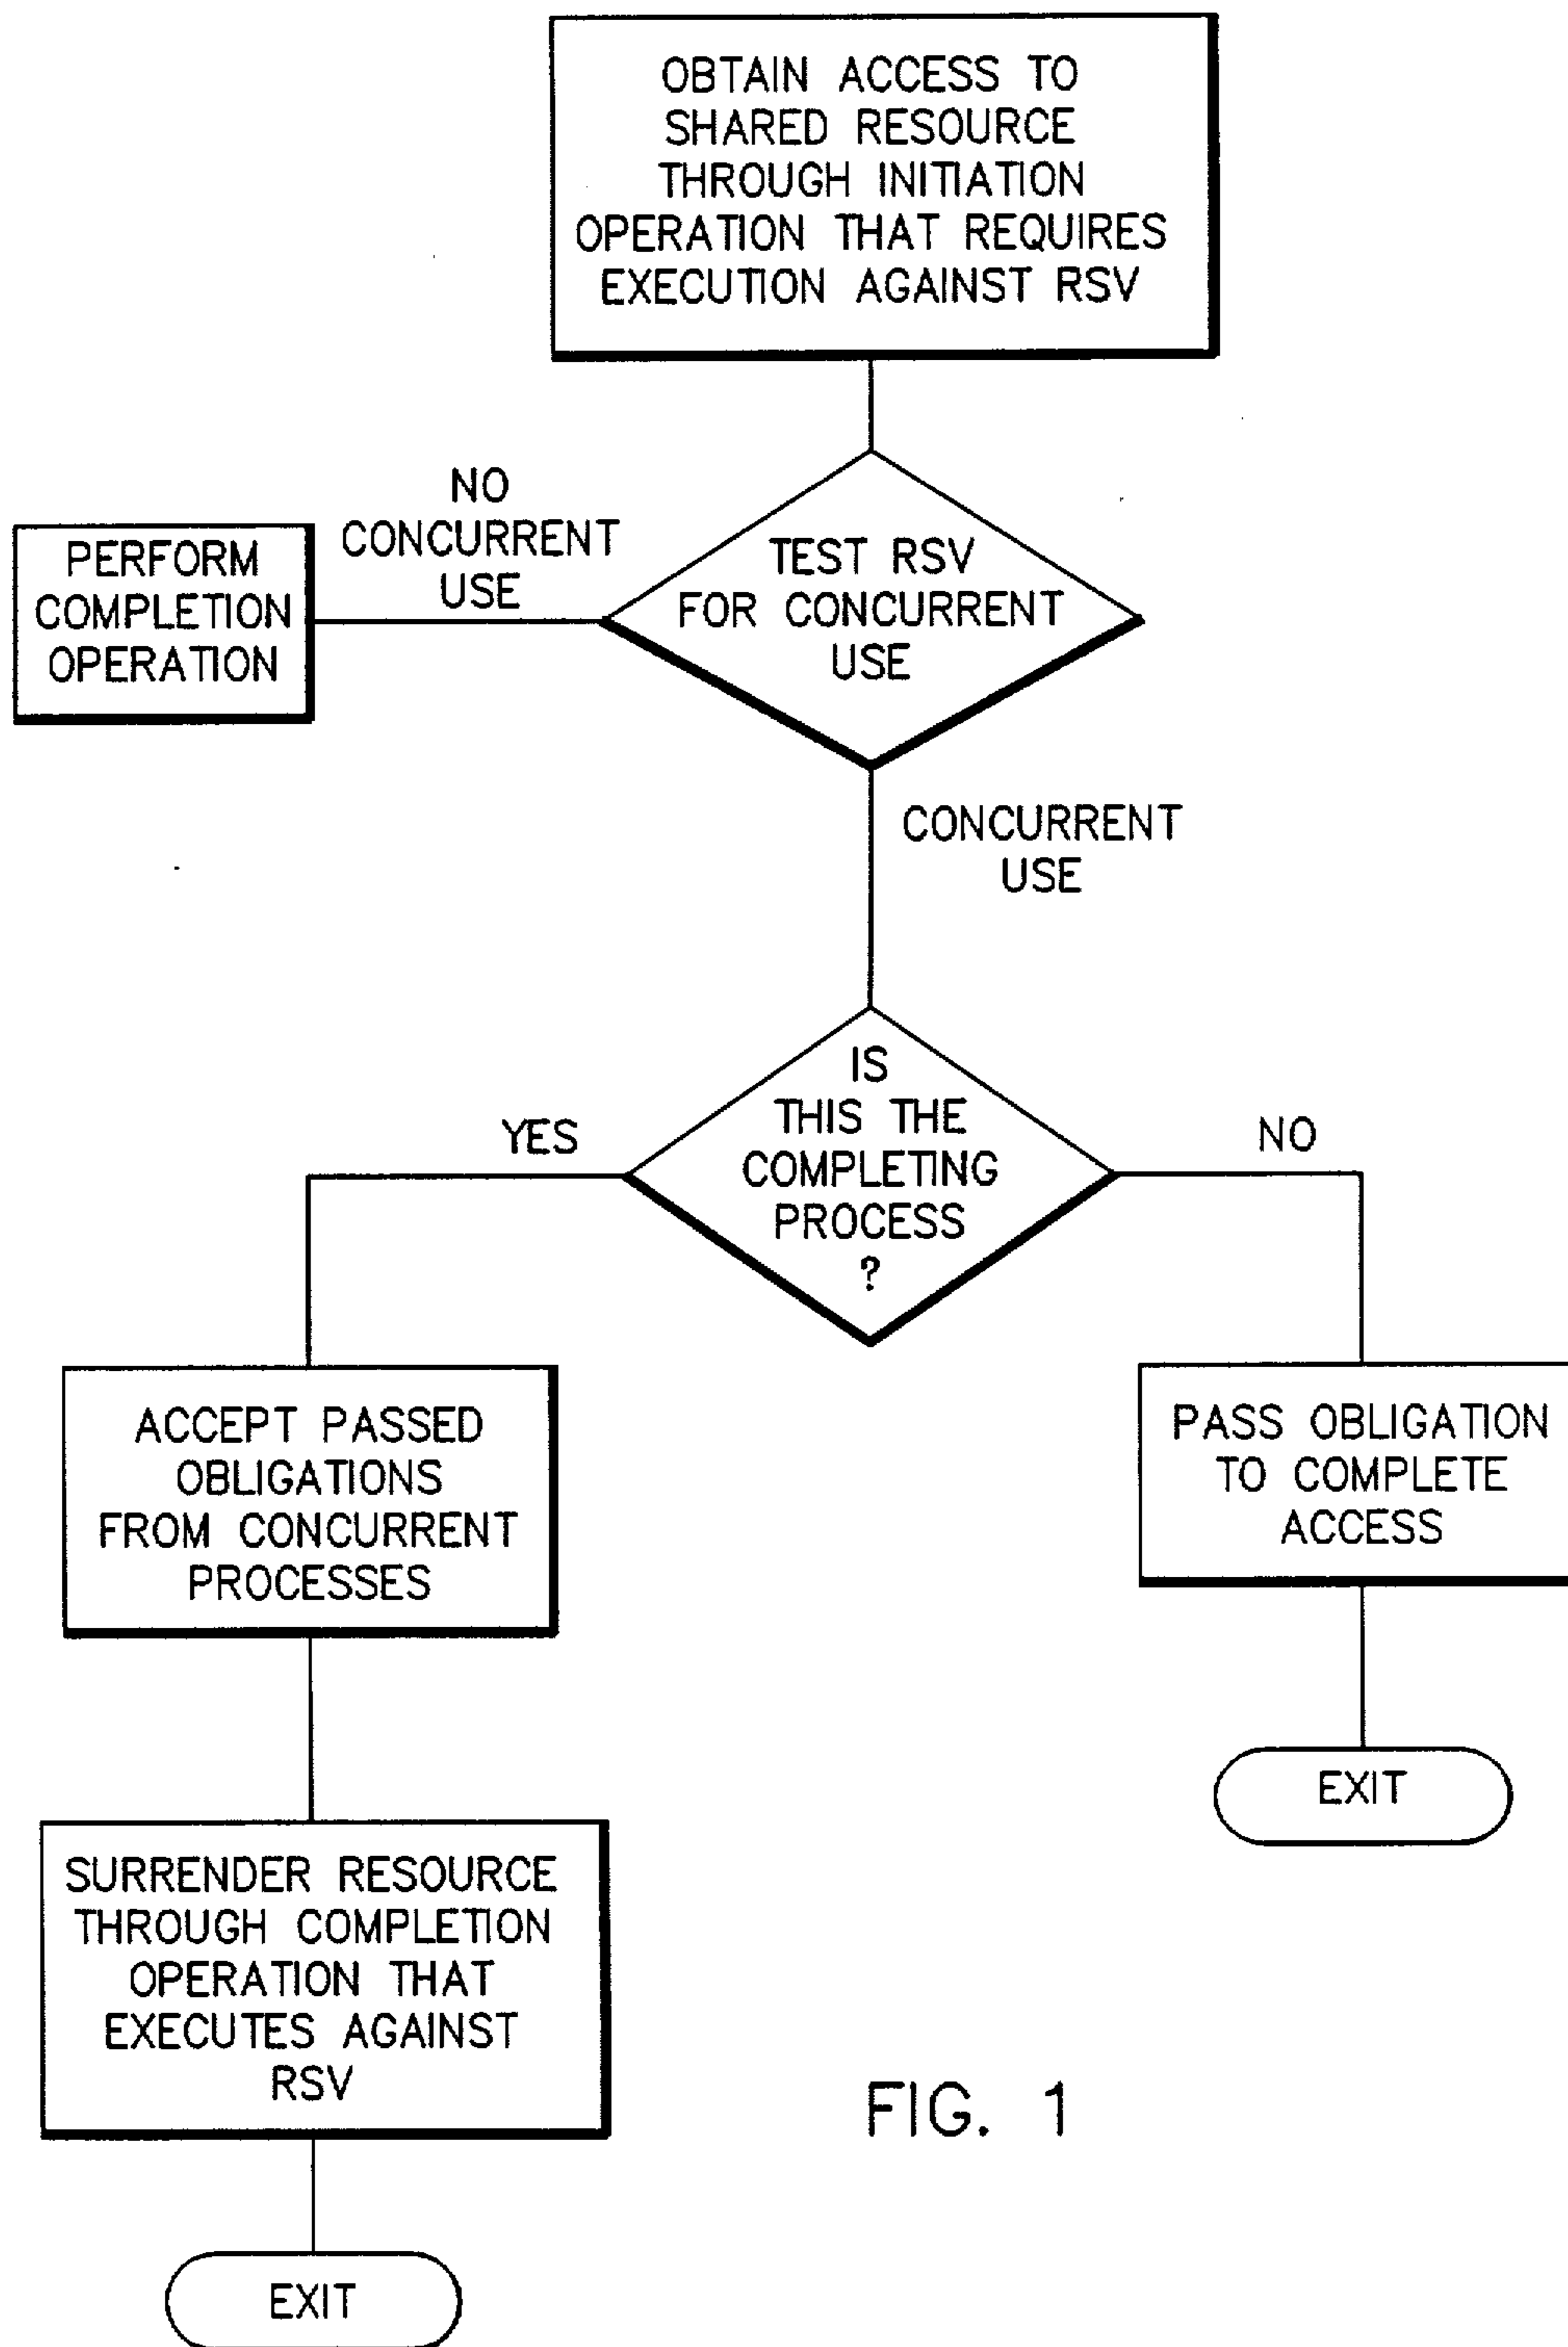 OBTAIN ACCESS TO
SHARED RESOURCE
THROUGH INITIATION
OPERATION THAT REQUIRES
EXECUTION AGAINST RSV
NO
CONCURRENT
USE
PERFORM
COMPLETION
OPERATION
TEST RSV
FOR CONCURRENT
USE
CONCURRENT
USE
IS
THIS THE
COMPLETING
PROCESS
?
YES
NO
ACCEPT PASSED
OBLIGATIONS
FROM CONCURRENT
PROCESSES
PASS OBLIGATION
TO COMPLETE
ACCESS
EXIT
SURRENDER RESOURCE
THROUGH COMPLETION
OPERATION THAT
EXECUTES AGAINST
RSV
FIG. 1
EXIT